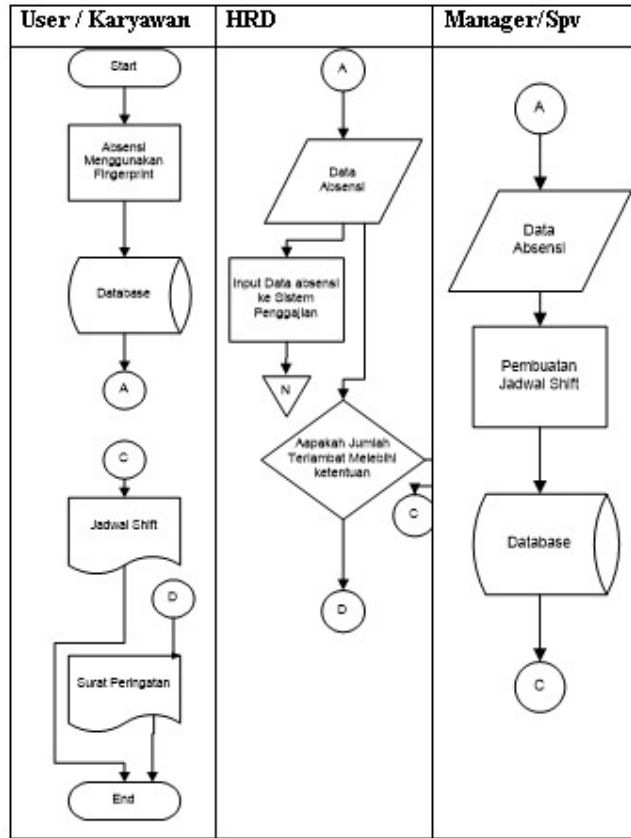 User / Karyawan
Start
Absensi
Menggunakan
Fingerprint
Database
A
C
Jadwal Shift
D
Surat Peringatan
End
HRD
A
Data
Absensi
Input Data absensi
ke Sistem
Penggajian
N
Aapakah Jumlah
Terlambat Melebihi
ketentuan
C
D
Manager/Spv
A
Data
Absensi
Pembuatan
Jadwal Shift
Database
C